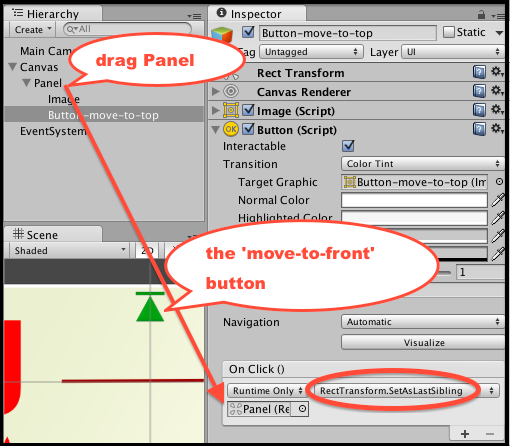 Hierarchy
Create
All
Main Cam
Canvas
Panel
Image
Button-move-to-top
EventSystem
drag Panel
Inspector
Button-move-to-top
Static
Tag
Untagged
Layer
UI
Rect Transform
Canvas Renderer
Image (Script)
OK
Button (Script)
Interactable
Transition
Color Tint
Target Graphic
Button-move-to-top (Im
Normal Color
Highlighted Color
1
Scene
Shaded
2D
the 'move-to-front'
button
Navigation
Automatic
Visualize
On Click ()
Runtime Only
RectTransform.SetAsLastSibling
Panel (Re